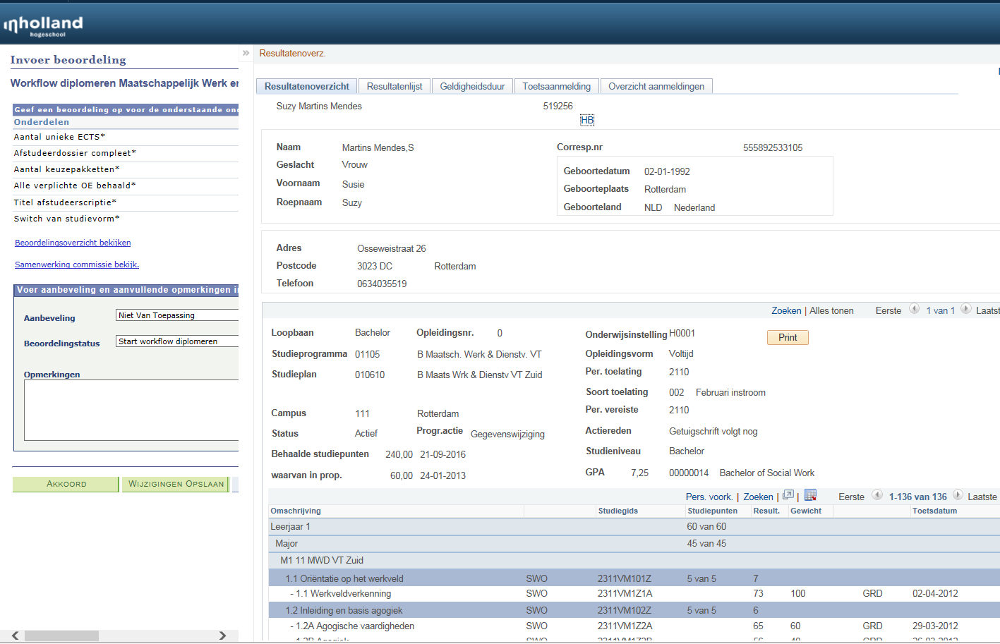 inholland
hogeschool
Invoer beoordeling
Workflow diplomeren Maatschappelijk Werk er
Geef een beoordeling op voor de onderstaande
Onderdelen
Aantal unieke ECTS*
Afstudeerdossier compleet*
Aantal keuzepakketten*
Alle verplichte OE behaald*
Titel afstudeerscriptie*
Switch van studievorm*
Beoordelingsoverzicht bekijken
Samenwerking commissie bekijk.
Voer aanbeveling en aanvullende opmerkingen in
Aanbeveling Niet Van Toepassing
Beoordelingstatus Start workflow diplomeren
Opmerkingen
AKKOORD WIJZIGINGEN OPSLAAN
» Resultatenoverz.
Resultatenoverzicht Resultatenlijst Geldigheidsduur Toetsaanmelding Overzicht aanmeldingen
Suzy Martins Mendes 519256
HB
Naam Martins Mendes,S Corresp.nr 555892533105
Geslacht Vrouw Geboortedatum 02-01-1992
Voornaam Susie Geboorteplaats Rotterdam
Roepnaam Suzy Geboorteland NLD Nederland
Adres Osseweistraat 26
Postcode 3023 DC Rotterdam
Telefoon 0634035519
Zoeken | Alles tonen Eerste 1 van 1 Laatst
Loopbaan Bachelor Opleidingsnr. 0 Onderwijsinstelling H0001 Print
Studieprogramma 01105 B Maatsch. Werk & Dienstv. VT Opleidingsvorm Voltijd
Studieplan 010610 B Maats Wrk & Dienstv VT Zuid Per. toelating 2110
Soort toelating 002 Februari instroom
Campus 111 Rotterdam Per. vereiste 2110
Status Actief Progr.actie Gegevenswijziging Actiereden Getuigschrift volgt nog
Behaalde studiepunten 240,00 21-09-2016 Studieniveau Bachelor
waarvan in prop. 60,00 24-01-2013 GPA 7,25 00000014 Bachelor of Social Work
Pers. voork. | Zoeken | | Eerste 1-136 van 136 Laatste
Omschrijving Studiegids Studiepunten Result. Gewicht Toetsdatum
Leerjaar 1 60 van 60
Major 45 van 45
M1 11 MWD VT Zuid
1.1 Oriëntatie op het werkveld SWO 2311VM101Z 5 van 5 7
- 1.1 Werkveldverkenning SWO 2311VM1Z1A 73 100 GRD 02-04-2012
1.2 Inleiding en basis agogiek SWO 2311VM102Z 5 van 5 6
- 1.2A Agogische vaardigheden SWO 2311VM1Z2A 65 60 GRD 29-03-2012
- 1.2B Agogiek SWO 2311VM1Z2B 56 40 GRD 26-03-2012